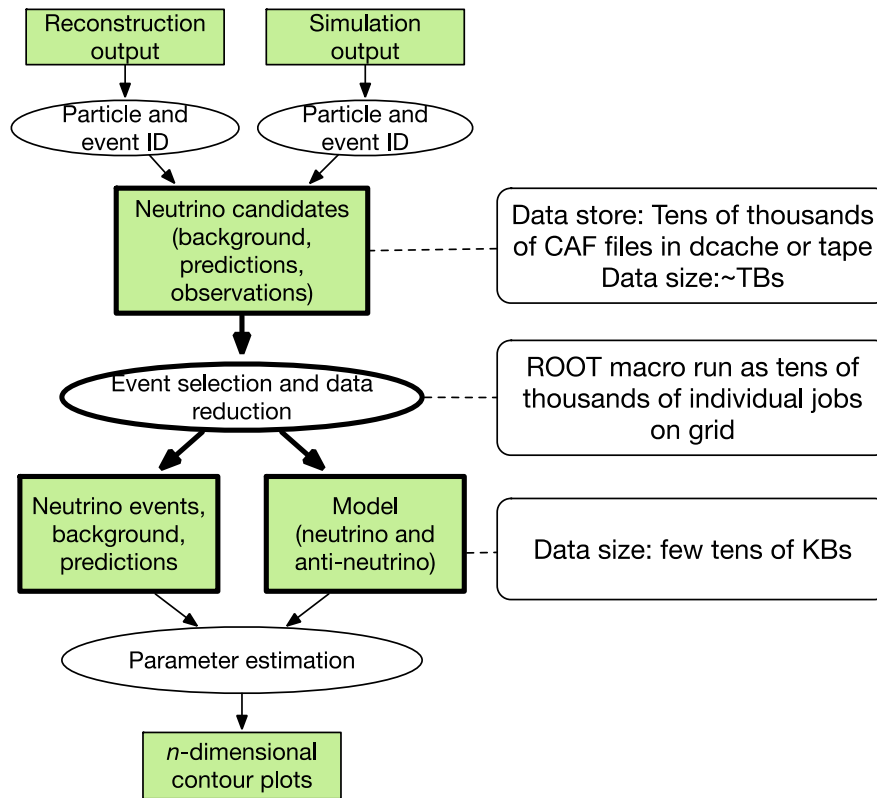 Reconstruction
output
Simulation
output
Particle and
event ID
Particle and
event ID
Neutrino candidates
(background,
predictions,
observations)
Data store: Tens of thousands
of CAF files in dcache or tape
Data size:~TBs
Event selection and data
reduction
ROOT macro run as tens of
thousands of individual jobs
on grid
Neutrino events,
background,
predictions
Model
(neutrino and
anti-neutrino)
Data size: few tens of KBs
Parameter estimation
n-dimensional
contour plots